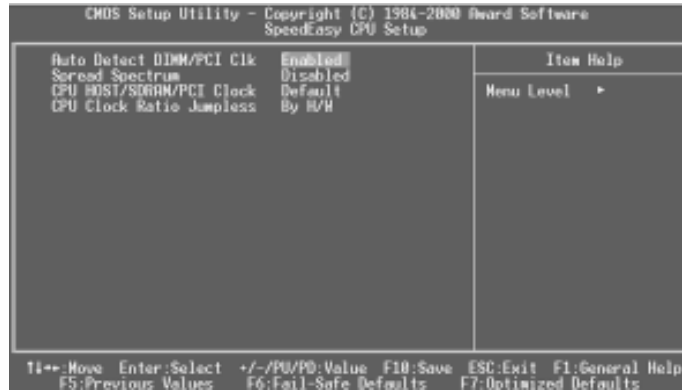 CMOS Setup Utility - Copyright (C) 1984-2000 Award Software
SpeedEasy CPU Setup
Auto Detect DIMM/PCI Clk Enabled
Spread Spectrum Disabled
CPU HOST/SDRAM/PCI Clock Default
CPU Clock Ratio Jumpless By H/W
Item Help
Menu Level ►
↑↓→←:Move Enter:Select +/-/PU/PD:Value F10:Save ESC:Exit F1:General Help
F5:Previous Values F6:Fail-Safe Defaults F7:Optimized Defaults